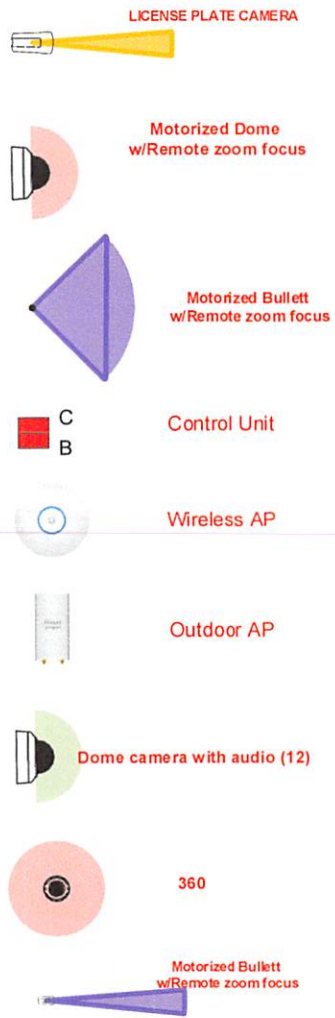 LICENSE PLATE CAMERA
Motorized Dome
w/Remote zoom focus
Motorized Bullett
w/Remote zoom focus
C
B
Control Unit
Wireless AP
Outdoor AP
Dome camera with audio (12)
360
Motorized Bullett
w/Remote zoom focus